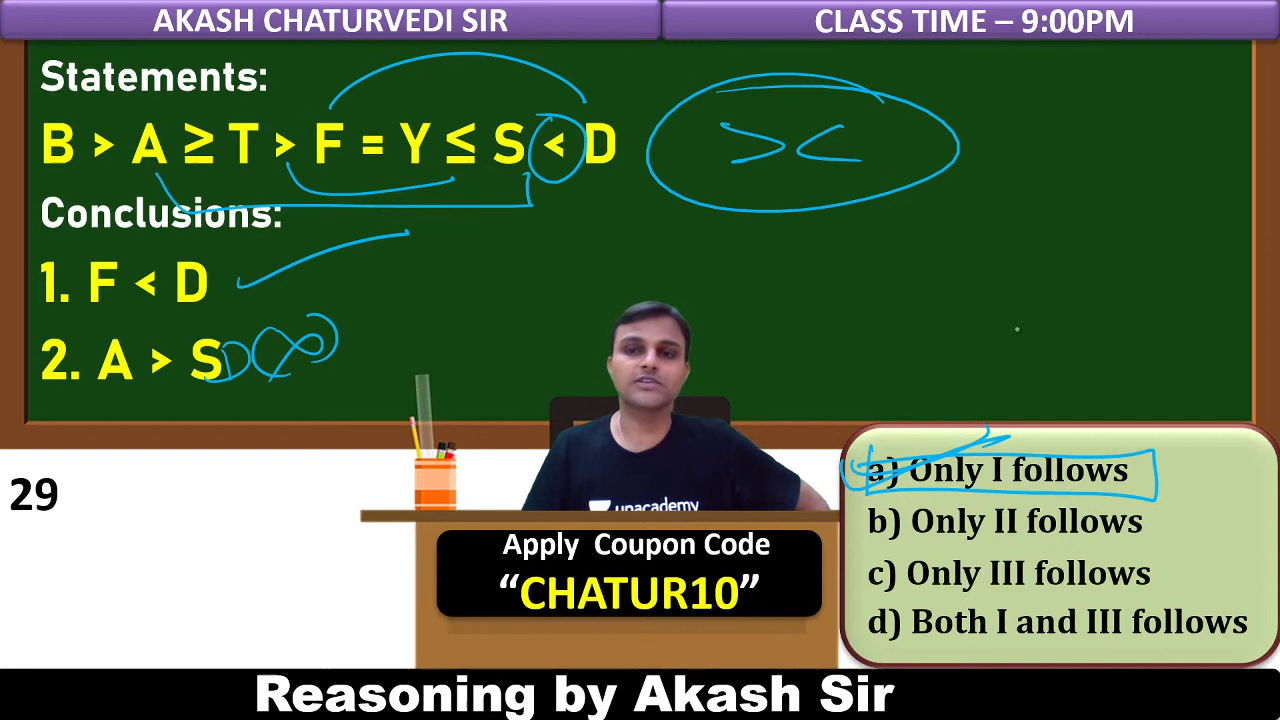 AKASH CHATURVEDI SIR
CLASS TIME – 9:00PM
Statements:
B > A ≥ T > F = Y ≤ S < D
> <
Conclusions:
1. F < D
2. A > S
a) Only I follows
b) Only II follows
c) Only III follows
d) Both I and III follows
29
unacademy
Apply Coupon Code
“CHATUR10”
Reasoning by Akash Sir